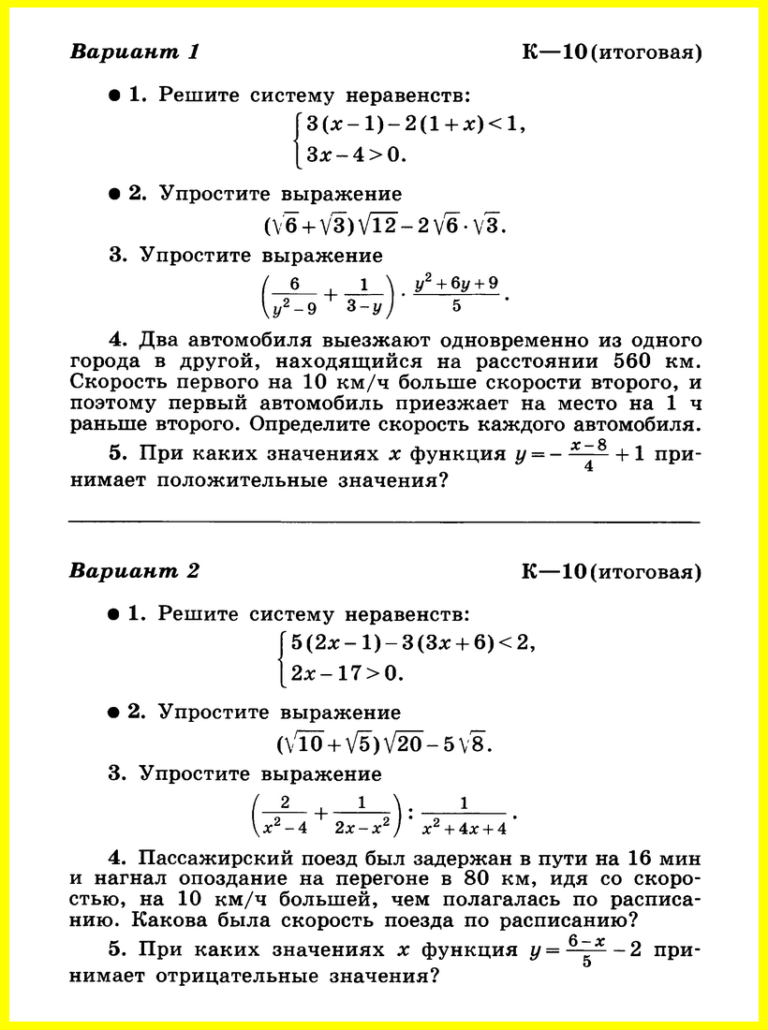 Вариант 1 К—10(итоговая)
• 1. Решите систему неравенств:
{3(x−1)−2(1+x)<1,
3x−4>0.
• 2. Упростите выражение
(√6+√3)√12−2√6·√3.
3. Упростите выражение
(6/(y²−9) + 1/(3−y)) · (y²+6y+9)/5.
4. Два автомобиля выезжают одновременно из одного
города в другой, находящийся на расстоянии 560 км.
Скорость первого на 10 км/ч больше скорости второго, и
поэтому первый автомобиль приезжает на место на 1 ч
раньше второго. Определите скорость каждого автомобиля.
5. При каких значениях x функция y=−(x−8)/4+1 при-
нимает положительные значения?
Вариант 2 К—10(итоговая)
• 1. Решите систему неравенств:
{5(2x−1)−3(3x+6)<2,
2x−17>0.
• 2. Упростите выражение
(√10+√5)√20−5√8.
3. Упростите выражение
(2/(x²−4) + 1/(2x−x²)) : 1/(x²+4x+4).
4. Пассажирский поезд был задержан в пути на 16 мин
и нагнал опоздание на перегоне в 80 км, идя со скоро-
стью, на 10 км/ч большей, чем полагалась по расписа-
нию. Какова была скорость поезда по расписанию?
5. При каких значениях x функция y=(6−x)/5−2 при-
нимает отрицательные значения?